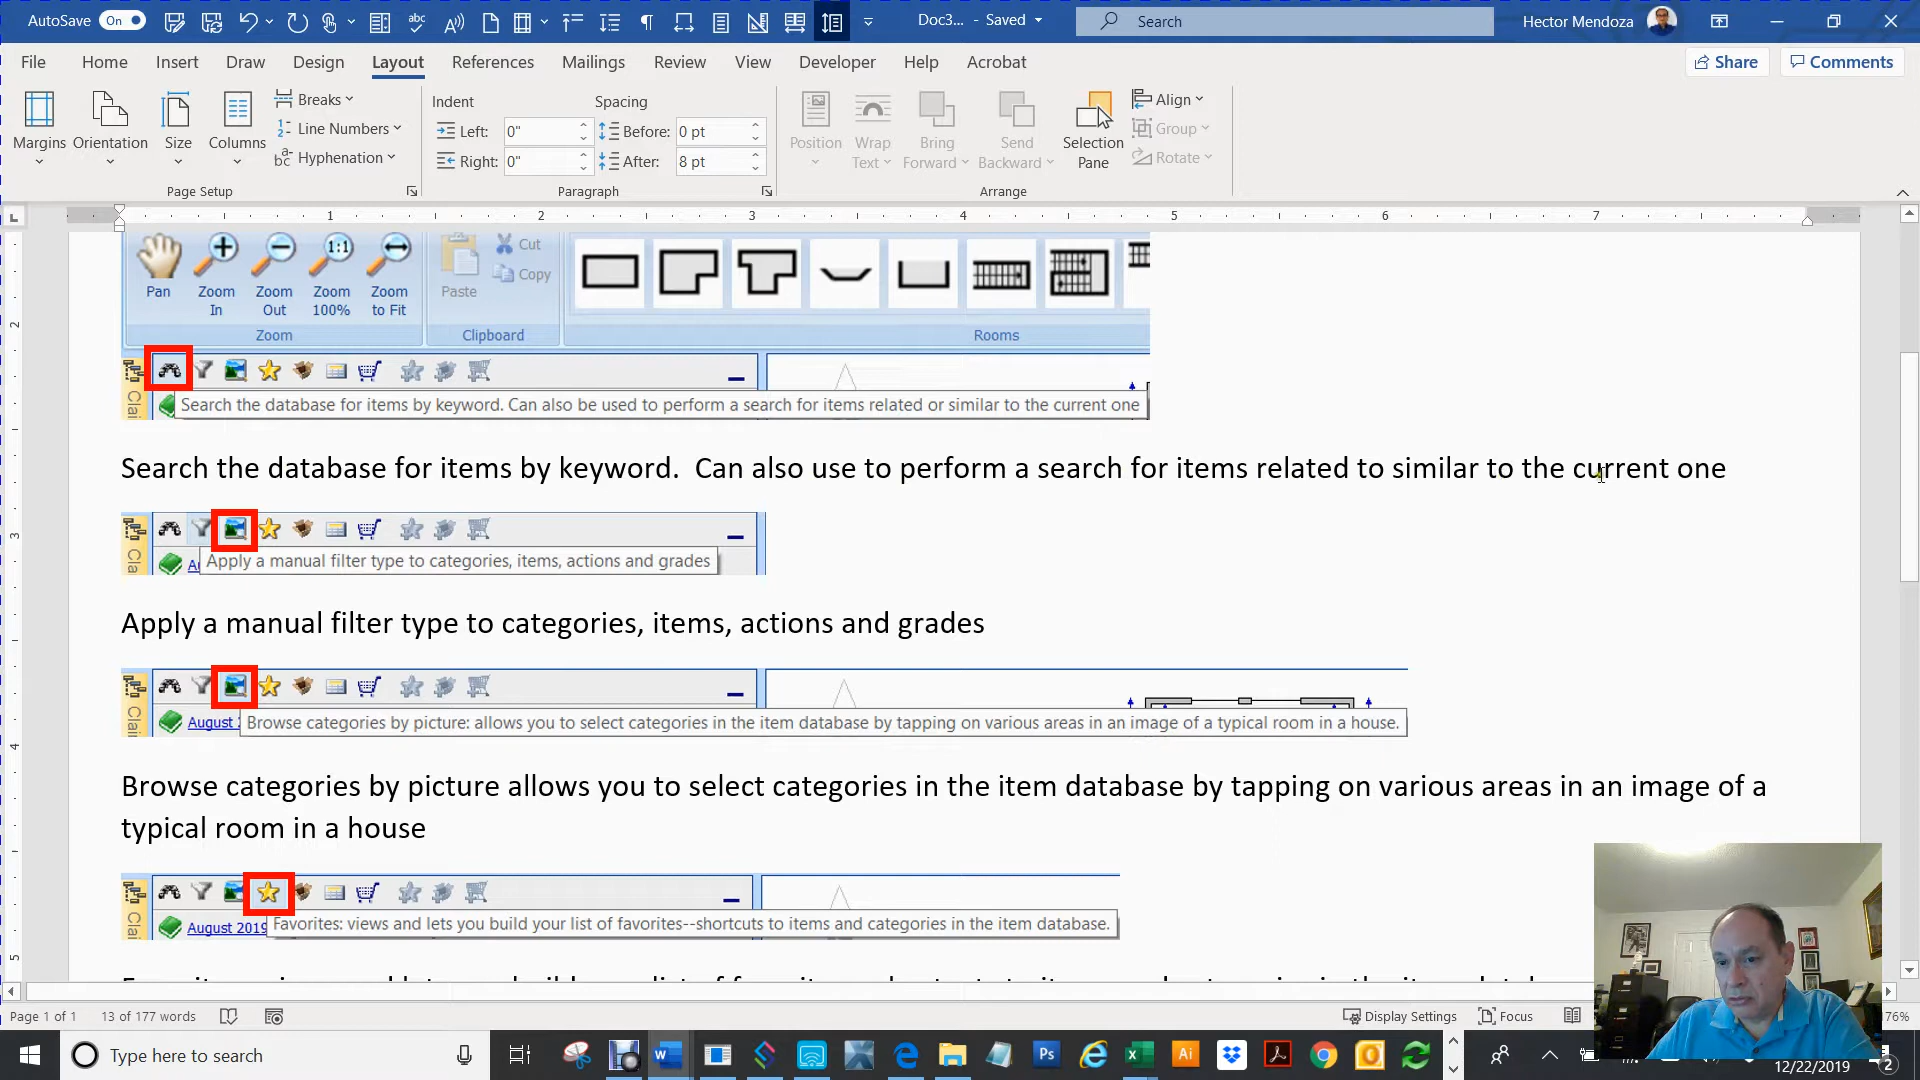 AutoSave On Doc3... - Saved Search Hector Mendoza
File Home Insert Draw Design Layout References Mailings Review View Developer Help Acrobat Share Comments
Margins Orientation Size Columns
Breaks
Line Numbers
Hyphenation
Page Setup
Indent Spacing
Left: 0" Before: 0 pt
Right: 0" After: 8 pt
Paragraph
Position Wrap Text Bring Forward Send Backward Selection Pane
Align
Group
Rotate
Arrange
1 2 3 4 5 6 7
Pan Zoom In Zoom Out Zoom 100% Zoom to Fit
Zoom
Paste Cut Copy
Clipboard
Rooms
Clai
Search the database for items by keyword. Can also be used to perform a search for items related or similar to the current one
Search the database for items by keyword.  Can also use to perform a search for items related to similar to the current one
Clai
Apply a manual filter type to categories, items, actions and grades
Apply a manual filter type to categories, items, actions and grades
Clai
August
Browse categories by picture: allows you to select categories in the item database by tapping on various areas in an image of a typical room in a house.
Browse categories by picture allows you to select categories in the item database by tapping on various areas in an image of a
typical room in a house
Clai
August 2019
Favorites: views and lets you build your list of favorites--shortcuts to items and categories in the item database.
Page 1 of 1 13 of 177 words Display Settings Focus 76%
Type here to search
12/22/2019 2